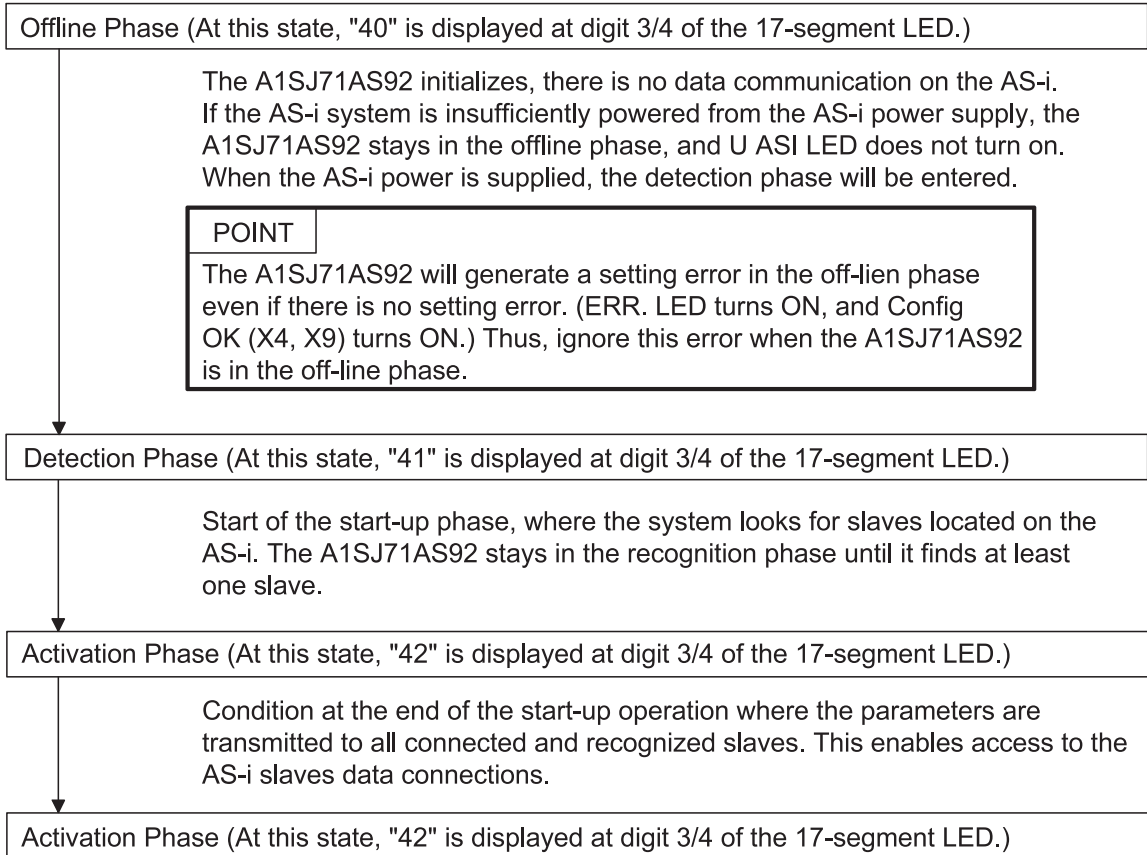 Offline Phase (At this state, "40" is displayed at digit 3/4 of the 17-segment LED.)
The A1SJ71AS92 initializes, there is no data communication on the AS-i.
If the AS-i system is insufficiently powered from the AS-i power supply, the
A1SJ71AS92 stays in the offline phase, and U ASI LED does not turn on.
When the AS-i power is supplied, the detection phase will be entered.
POINT
The A1SJ71AS92 will generate a setting error in the off-lien phase
even if there is no setting error. (ERR. LED turns ON, and Config
OK (X4, X9) turns ON.) Thus, ignore this error when the A1SJ71AS92
is in the off-line phase.
Detection Phase (At this state, "41" is displayed at digit 3/4 of the 17-segment LED.)
Start of the start-up phase, where the system looks for slaves located on the
AS-i. The A1SJ71AS92 stays in the recognition phase until it finds at least
one slave.
Activation Phase (At this state, "42" is displayed at digit 3/4 of the 17-segment LED.)
Condition at the end of the start-up operation where the parameters are
transmitted to all connected and recognized slaves. This enables access to the
AS-i slaves data connections.
Activation Phase (At this state, "42" is displayed at digit 3/4 of the 17-segment LED.)